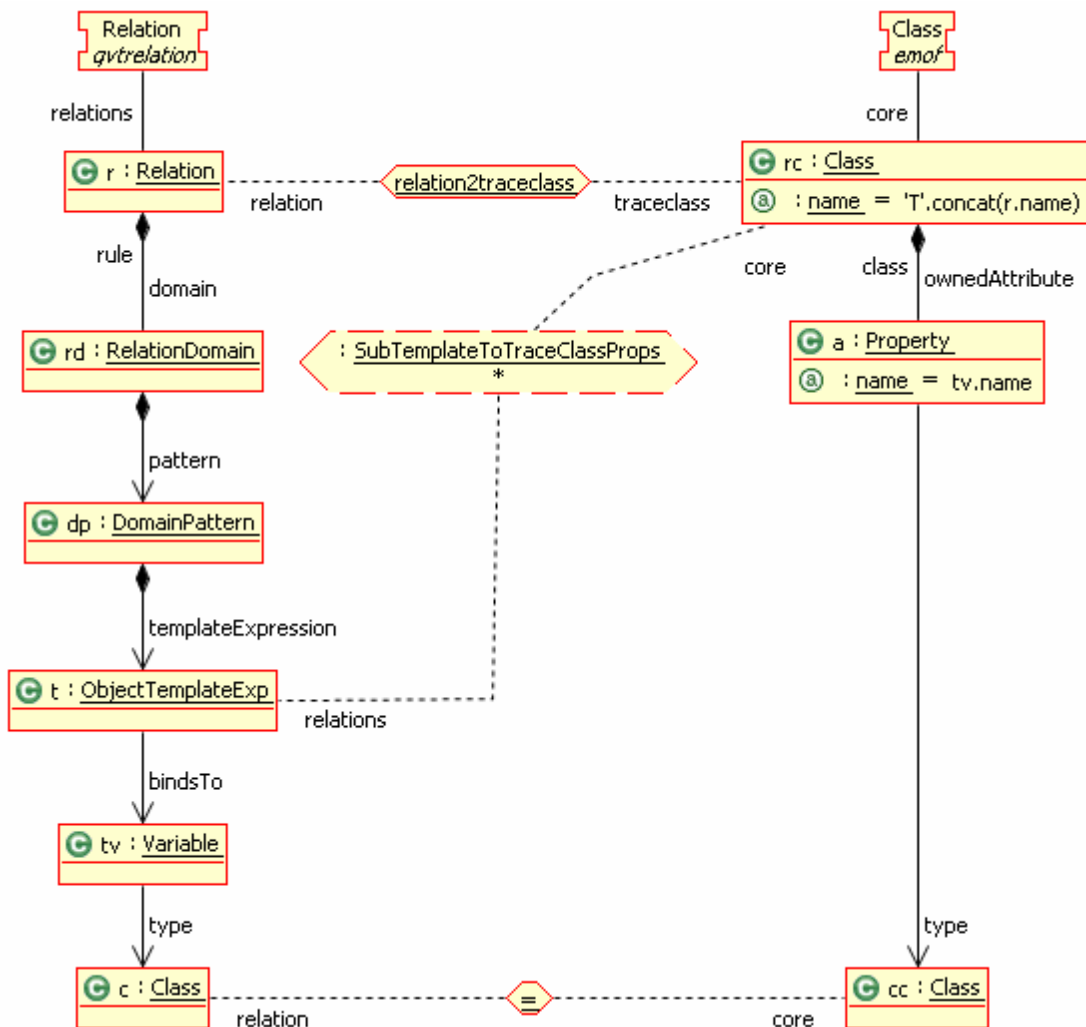 Relation
qvtrelation
Class
emof
relations
core
C r : Relation
relation2traceclass
C rc : Class
relation
traceclass
a : name = 'T'.concat(r.name)
rule
core
class
domain
ownedAttribute
C rd : RelationDomain
: SubTemplateToTraceClassProps
*
C a : Property
a : name = tv.name
pattern
C dp : DomainPattern
templateExpression
C t : ObjectTemplateExp
relations
bindsTo
C tv : Variable
type
type
C c : Class
=
C cc : Class
relation
core